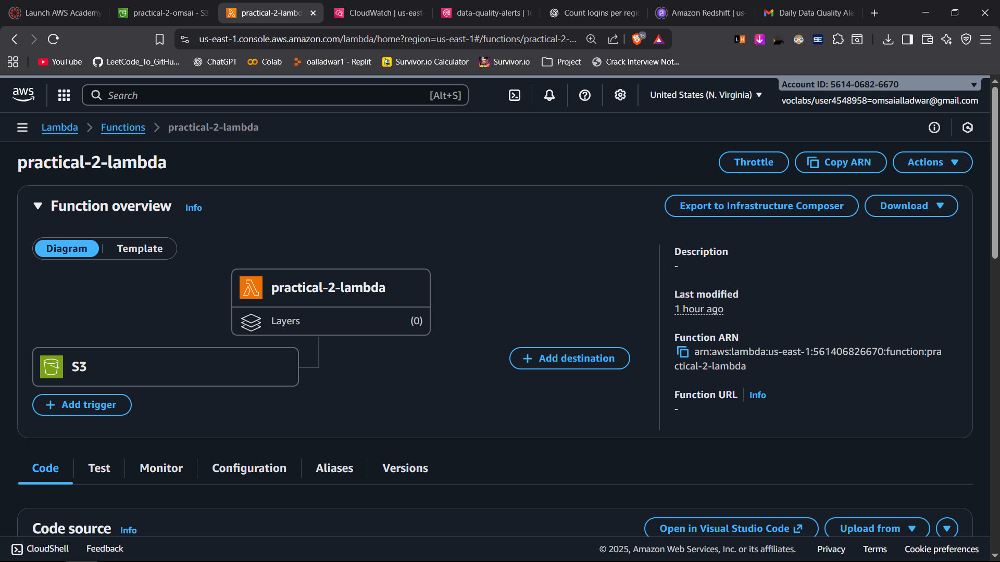 Launch AWS Academy
practical-2-omsai - S3
practical-2-lambd
CloudWatch | us-east-
data-quality-alerts | To
Count logins per regio
Amazon Redshift | us-
Daily Data Quality Ale
us-east-1.console.aws.amazon.com/lambda/home?region=us-east-1#/functions/practical-2-...
15
LH
SE
YouTube
LeetCode_To_GitHu...
ChatGPT
Colab
oalladwar1 - Replit
Survivor.io Calculator
Survivor.io
Project
Crack Interview Not...
aws
Search
[Alt+S]
United States (N. Virginia)
Account ID: 5614-0682-6670
voclabs/user4548958=omsaialladwar@gmail.com
Lambda
Functions
practical-2-lambda
practical-2-lambda
Throttle
Copy ARN
Actions
Function overview
Info
Export to Infrastructure Composer
Download
Diagram
Template
practical-2-lambda
Layers
(0)
S3
Add trigger
Add destination
Description
-
Last modified
1 hour ago
Function ARN
arn:aws:lambda:us-east-1:561406826670:function:pra
ctical-2-lambda
Function URL
Info
-
Code
Test
Monitor
Configuration
Aliases
Versions
Code source
Info
Open in Visual Studio Code
Upload from
CloudShell
Feedback
© 2025, Amazon Web Services, Inc. or its affiliates.
Privacy
Terms
Cookie preferences